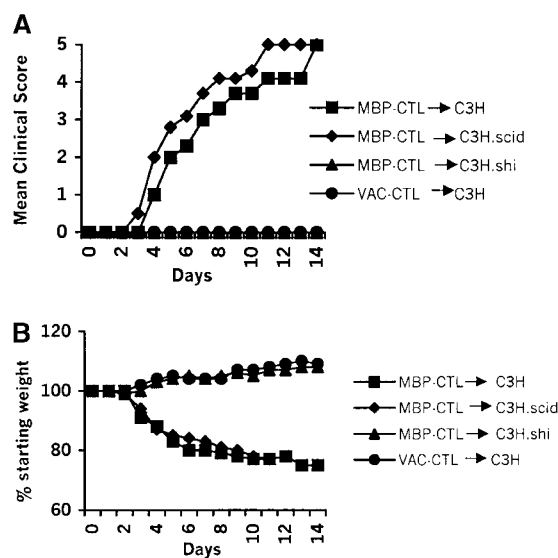 A
Mean Clinical Score
5
4
3
2
1
0
0 2 4 6 8 10 12 14
Days
MBP-CTL → C3H
MBP-CTL → C3H.scid
MBP-CTL → C3H.shi
VAC-CTL → C3H
B
% starting weight
120
100
80
60
0 2 4 6 8 10 12 14
Days
MBP-CTL → C3H
MBP-CTL → C3H.scid
MBP-CTL → C3H.shi
VAC-CTL → C3H